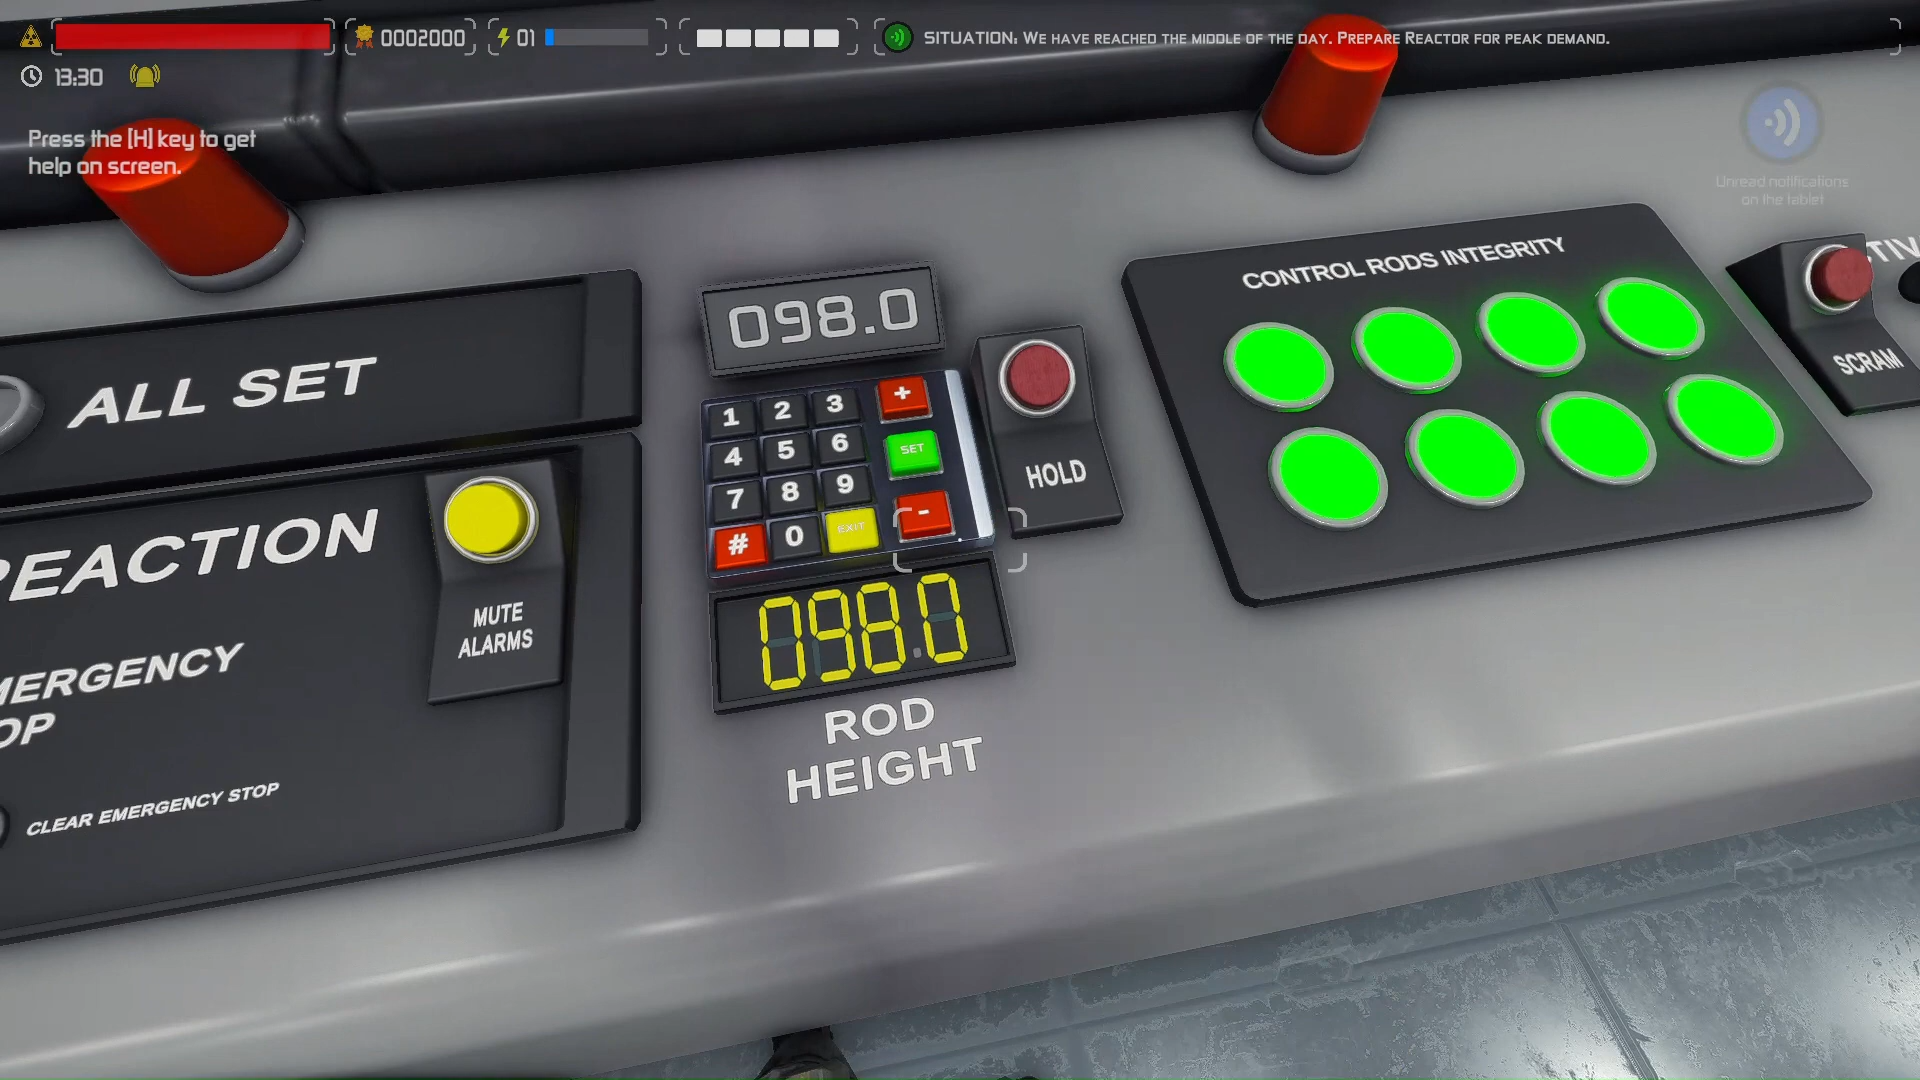 0002000
01
SITUATION: WE HAVE REACHED THE MIDDLE OF THE DAY. PREPARE REACTOR FOR PEAK DEMAND.
13:30
Press the [H] key to get
help on screen.
Unread notifications
on the tablet
ALL SET
REACTION
MERGENCY
OP
CLEAR EMERGENCY STOP
MUTE
ALARMS
098.0
1 2 3 +
4 5 6 SET
7 8 9 -
# 0 EXIT
098.0
ROD
HEIGHT
HOLD
CONTROL RODS INTEGRITY
SCRAM
TIV